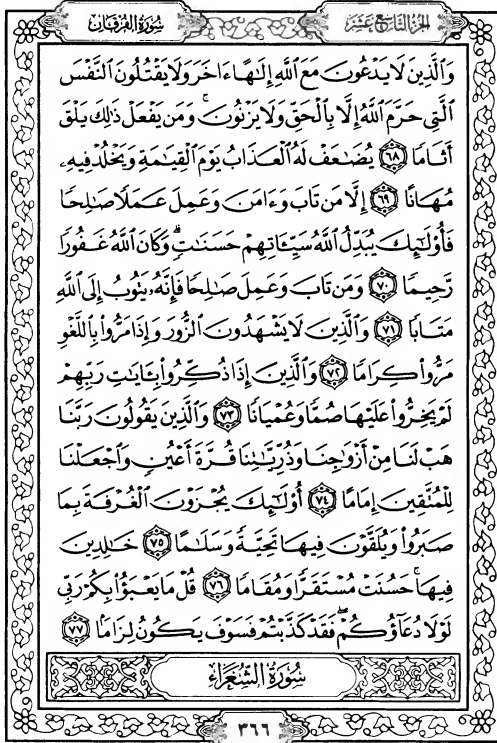 الجزء التاسع عشر
سورة الفرقان
وَٱلَّذِينَ لَا يَدْعُونَ مَعَ ٱللَّهِ إِلَٰهًا ءَاخَرَ وَلَا يَقْتُلُونَ ٱلنَّفْسَ
ٱلَّتِى حَرَّمَ ٱللَّهُ إِلَّا بِٱلْحَقِّ وَلَا يَزْنُونَ ۚ وَمَن يَفْعَلْ ذَٰلِكَ يَلْقَ
أَثَامًا ٦٨ يُضَٰعَفْ لَهُ ٱلْعَذَابُ يَوْمَ ٱلْقِيَٰمَةِ وَيَخْلُدْ فِيهِۦ
مُهَانًا ٦٩ إِلَّا مَن تَابَ وَءَامَنَ وَعَمِلَ عَمَلًا صَٰلِحًا
فَأُو۟لَٰٓئِكَ يُبَدِّلُ ٱللَّهُ سَيِّـَٔاتِهِمْ حَسَنَٰتٍ ۗ وَكَانَ ٱللَّهُ غَفُورًا
رَّحِيمًا ٧٠ وَمَن تَابَ وَعَمِلَ صَٰلِحًا فَإِنَّهُۥ يَتُوبُ إِلَى ٱللَّهِ
مَتَابًا ٧١ وَٱلَّذِينَ لَا يَشْهَدُونَ ٱلزُّورَ وَإِذَا مَرُّوا۟ بِٱللَّغْوِ
مَرُّوا۟ كِرَامًا ٧٢ وَٱلَّذِينَ إِذَا ذُكِّرُوا۟ بِـَٔايَٰتِ رَبِّهِمْ
لَمْ يَخِرُّوا۟ عَلَيْهَا صُمًّا وَعُمْيَانًا ٧٣ وَٱلَّذِينَ يَقُولُونَ رَبَّنَا
هَبْ لَنَا مِنْ أَزْوَٰجِنَا وَذُرِّيَّٰتِنَا قُرَّةَ أَعْيُنٍ وَٱجْعَلْنَا
لِلْمُتَّقِينَ إِمَامًا ٧٤ أُو۟لَٰٓئِكَ يُجْزَوْنَ ٱلْغُرْفَةَ بِمَا
صَبَرُوا۟ وَيُلَقَّوْنَ فِيهَا تَحِيَّةً وَسَلَٰمًا ٧٥ خَٰلِدِينَ
فِيهَا ۚ حَسُنَتْ مُسْتَقَرًّا وَمُقَامًا ٧٦ قُلْ مَا يَعْبَؤُا۟ بِكُمْ رَبِّى
لَوْلَا دُعَآؤُكُمْ ۖ فَقَدْ كَذَّبْتُمْ فَسَوْفَ يَكُونُ لِزَامًۢا ٧٧
سورة الشعراء
٣٦٦